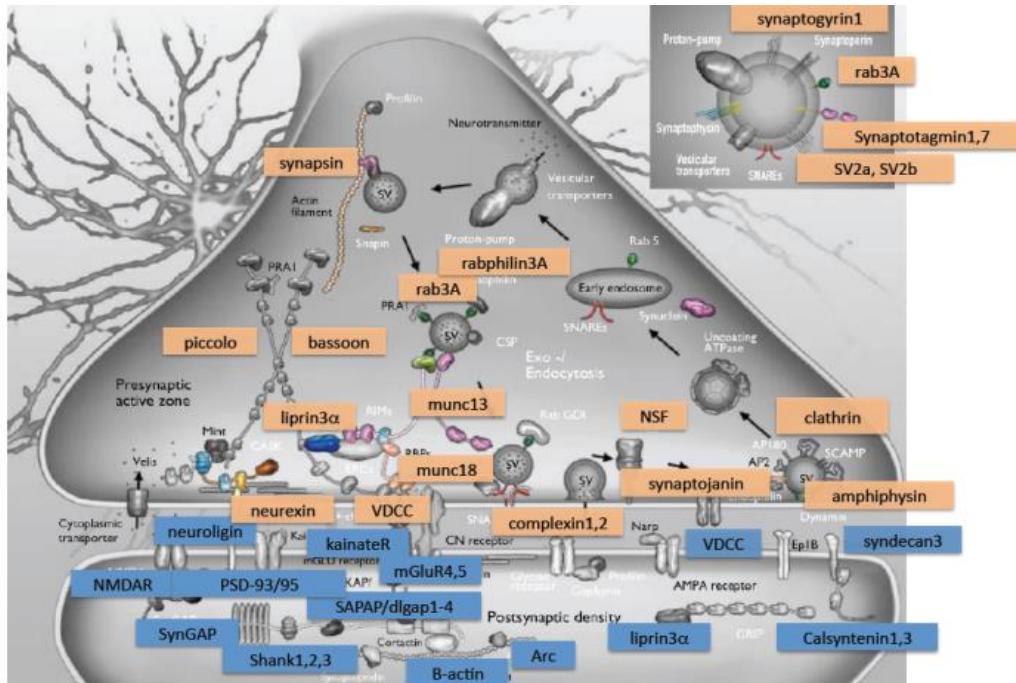 synaptogyrin1
Proton-pump
Synaptoporin
rab3A
Synaptophysin
Synaptotagmin1,7
Vesicular
transporters
SNAREs
SV2a, SV2b
Profilin
Neurotransmitter
synapsin
SV
Vesicular
transporters
Actin
filament
Snapin
Proton-pump
rabphilin3A
Rab 5
PRA1
rab3A
PRA1
Early endosome
Synuclein
SNAREs
SV
CSP
Uncoating
ATPase
piccolo
bassoon
Exo -/
Endocytosis
Presynaptic
active zone
liprin3α
RIMs
munc13
Rab GDI
NSF
clathrin
Mint
CASK
AP180
SCAMP
Velis
ERCs
munc18
SV
SV
AP2
SV
synaptojanin
amphiphysin
Dynamin
neurexin
VDCC
complexin1,2
Cytoplasmic
transporter
neuroligin
kainateR
CN receptor
Narp
VDCC
EphB
syndecan3
mGLU receptor
NMDAR
PSD-93/95
mGluR4,5
Profilin
AMPA receptor
SAPAP/dlgap1-4
Postsynaptic density
SynGAP
liprin3α
GRIP
Calsyntenin1,3
Cortactin
Shank1,2,3
Arc
B-actin